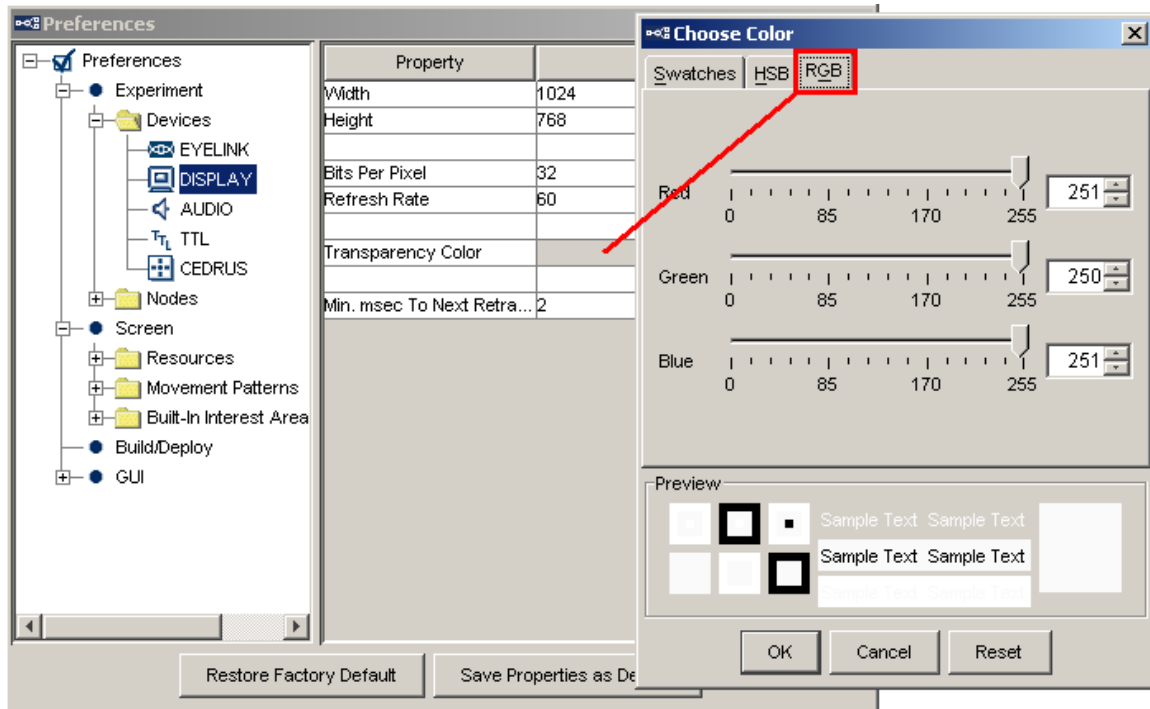 Preferences
Preferences
Experiment
Devices
EYELINK
DISPLAY
AUDIO
TTL
CEDRUS
Nodes
Screen
Resources
Movement Patterns
Built-In Interest Area
Build/Deploy
GUI
Property
Width 1024
Height 768
Bits Per Pixel 32
Refresh Rate 60
Transparency Color
Min. msec To Next Retra... 2
Restore Factory Default
Save Properties as De
Choose Color
Swatches HSB RGB
Red 251
0 85 170 255
Green 250
0 85 170 255
Blue 251
0 85 170 255
Preview
Sample Text Sample Text
Sample Text Sample Text
Sample Text Sample Text
OK Cancel Reset